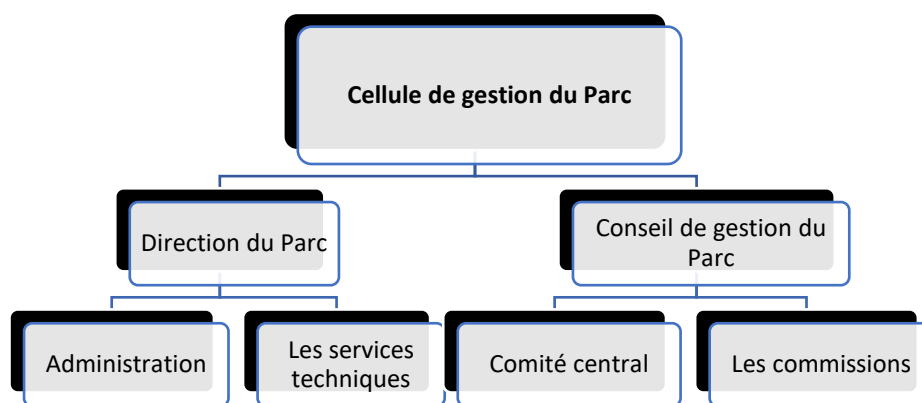 Cellule de gestion du Parc
Direction du Parc
Conseil de gestion du
Parc
Administration
Les services
techniques
Comité central
Les commissions